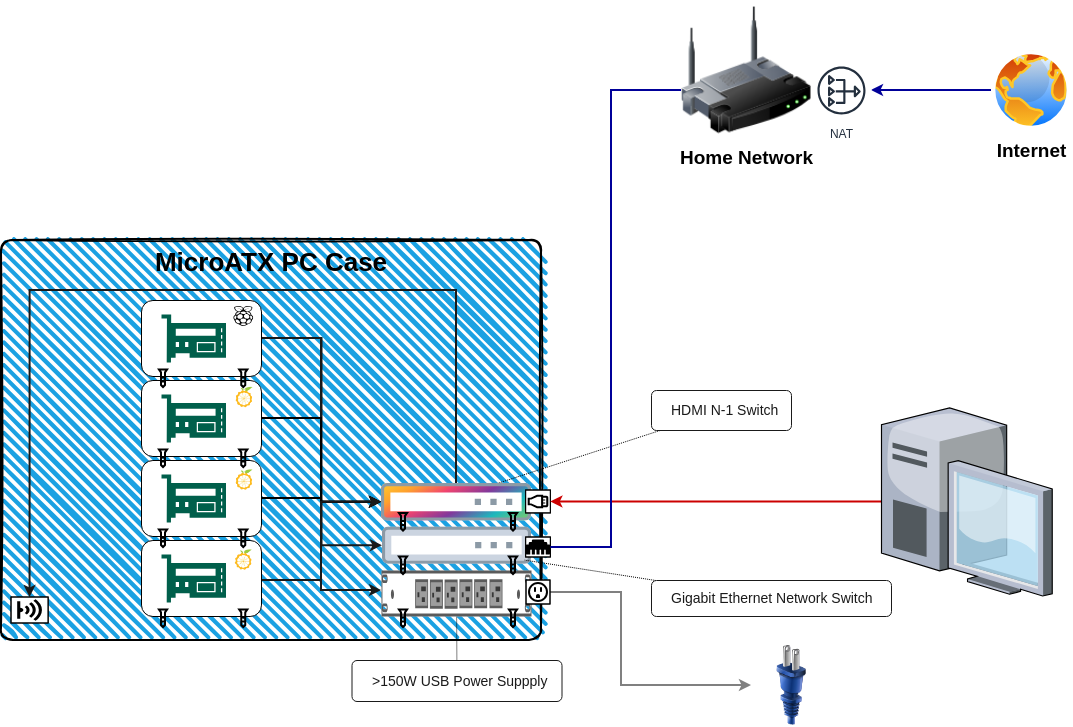 NAT
Home Network
Internet
MicroATX PC Case
HDMI N-1 Switch
Gigabit Ethernet Network Switch
>150W USB Power Suppply